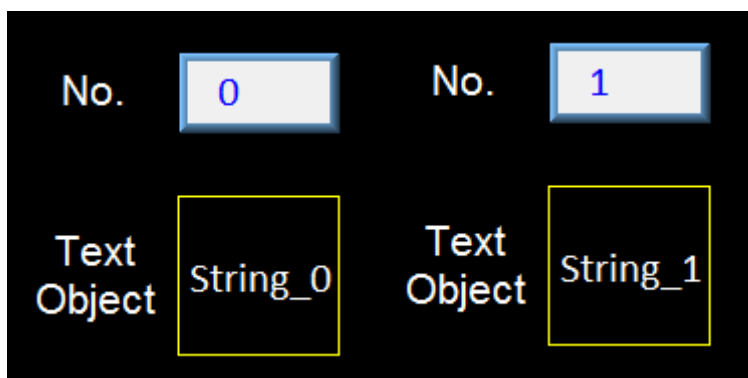 No. 0
No. 1
Text
Object
String_0
Text
Object
String_1